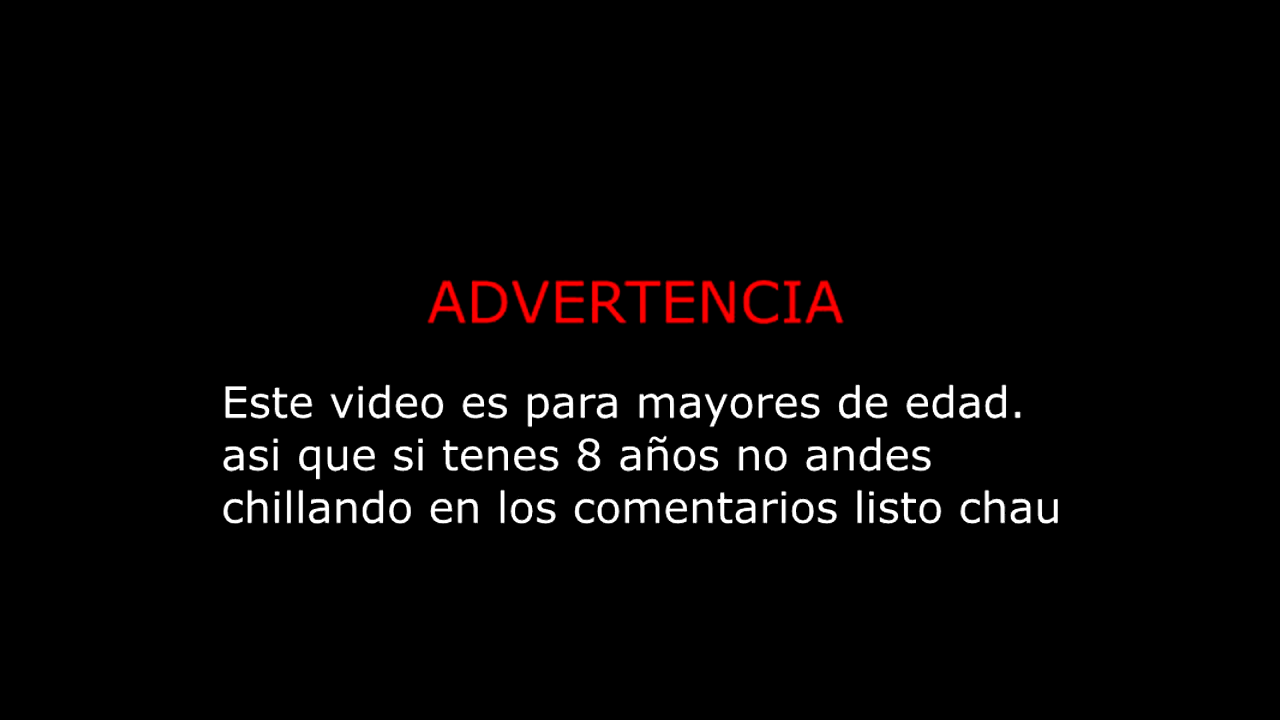 ADVERTENCIA
Este video es para mayores de edad.
asi que si tenes 8 años no andes
chillando en los comentarios listo chau